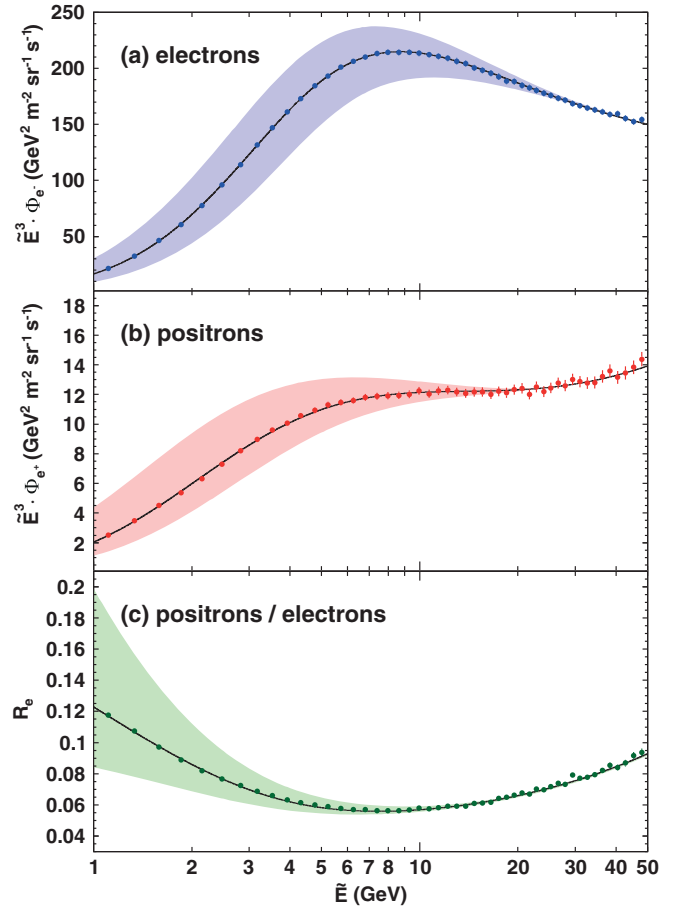 (a) electrons
Ẽ³ · Φe- (GeV² m⁻² sr⁻¹ s⁻¹)
250
200
150
100
50
(b) positrons
Ẽ³ · Φe+ (GeV² m⁻² sr⁻¹ s⁻¹)
18
16
14
12
10
8
6
4
2
(c) positrons / electrons
Re
0.2
0.18
0.16
0.14
0.12
0.1
0.08
0.06
0.04
1 2 3 4 5 6 7 8 10 20 30 40 50
Ẽ (GeV)